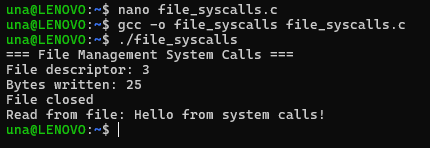 una@LENOVO:~$ nano file_syscalls.c
una@LENOVO:~$ gcc -o file_syscalls file_syscalls.c
una@LENOVO:~$ ./file_syscalls
=== File Management System Calls ===
File descriptor: 3
Bytes written: 25
File closed
Read from file: Hello from system calls!
una@LENOVO:~$